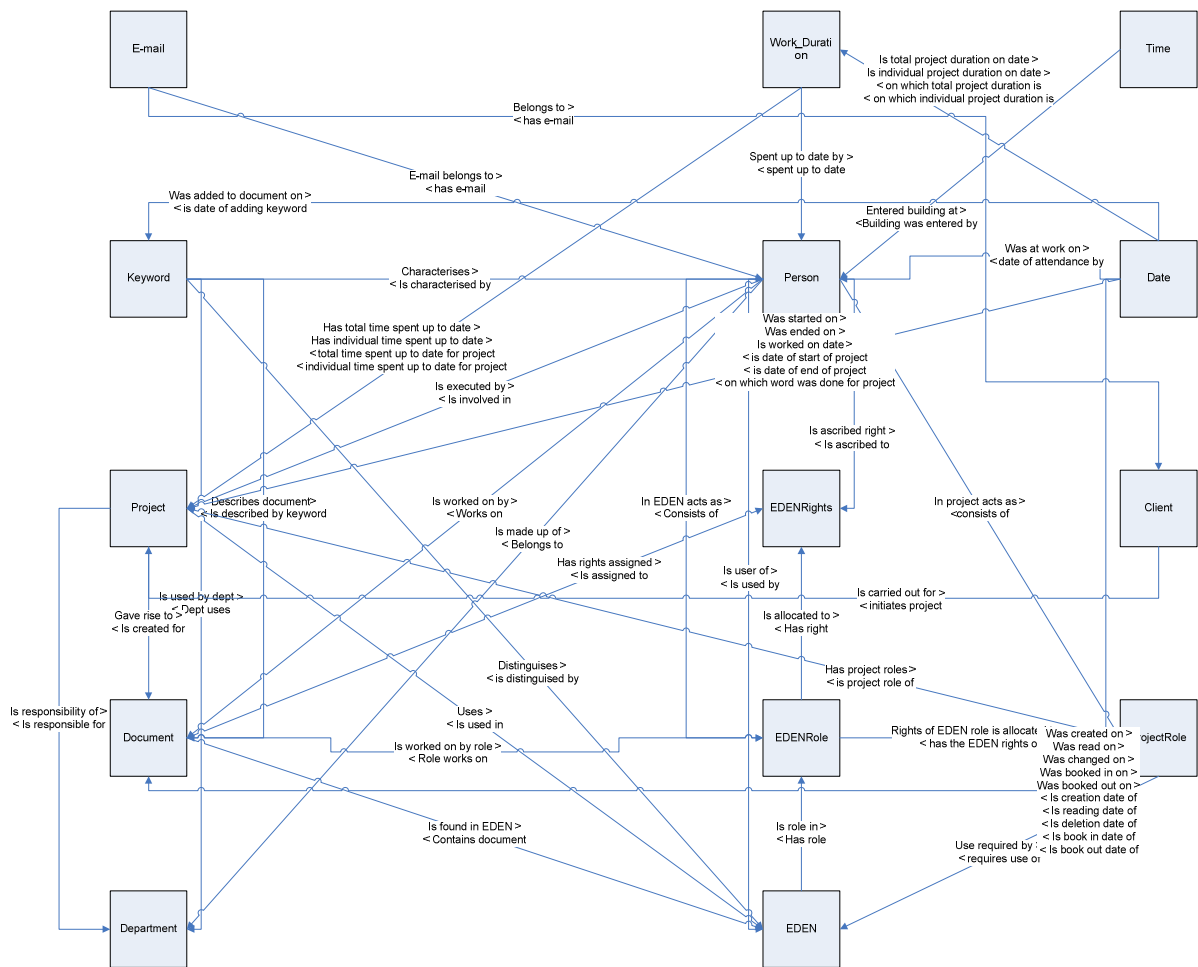 E-mail
Work_Durati
on
Time
Is total project duration on date >
Is individual project duration on date >
< on which total project duration is
< on which individual project duration is
Belongs to >
< has e-mail
Spent up to date by >
< spent up to date
E-mail belongs to >
< has e-mail
Was added to document on >
< is date of adding keyword
Entered building at >
<Building was entered by
Was at work on >
< date of attendance by
Keyword
Characterises >
< Is characterised by
Person
Date
Has total time spent up to date >
Has individual time spent up to date >
<total time spent up to date for project
< individual time spent up to date for project
Was started on >
Was ended on >
Is worked on date>
< is date of start of project
< is date of end of project
< on which word was done for project
Is executed by >
< Is involved in
Is ascribed right >
< Is ascribed to
Project
Describes document>
< Is described by keyword
Is worked on by >
< Works on
In EDEN acts as >
< Consists of
EDENRights
In project acts as >
<consists of
Client
Is made up of >
< Belongs to
Has rights assigned >
< Is assigned to
Is user of >
< Is used by
Is used by dept >
< Dept uses
Gave rise to >
< Is created for
Is carried out for >
< initiates project
Is allocated to >
< Has right
Distinguises >
< is distinguised by
Has project roles >
< is project role of
Is responsibility of >
< Is responsible for
Document
Uses >
< Is used in
EDENRole
Is worked on by role >
< Role works on
Rights of EDEN role is
< has the EDEN rights
Was created on >
Was read on >
Was changed on >
Was booked in on >
Was booked out on >
< Is creation date of
< Is reading date of
< Is deletion date of
< Is book in date of
< Is book out date of
Is found in EDEN >
< Contains document
Is role in >
< Has role
Use required by
< requires use
Department
EDEN